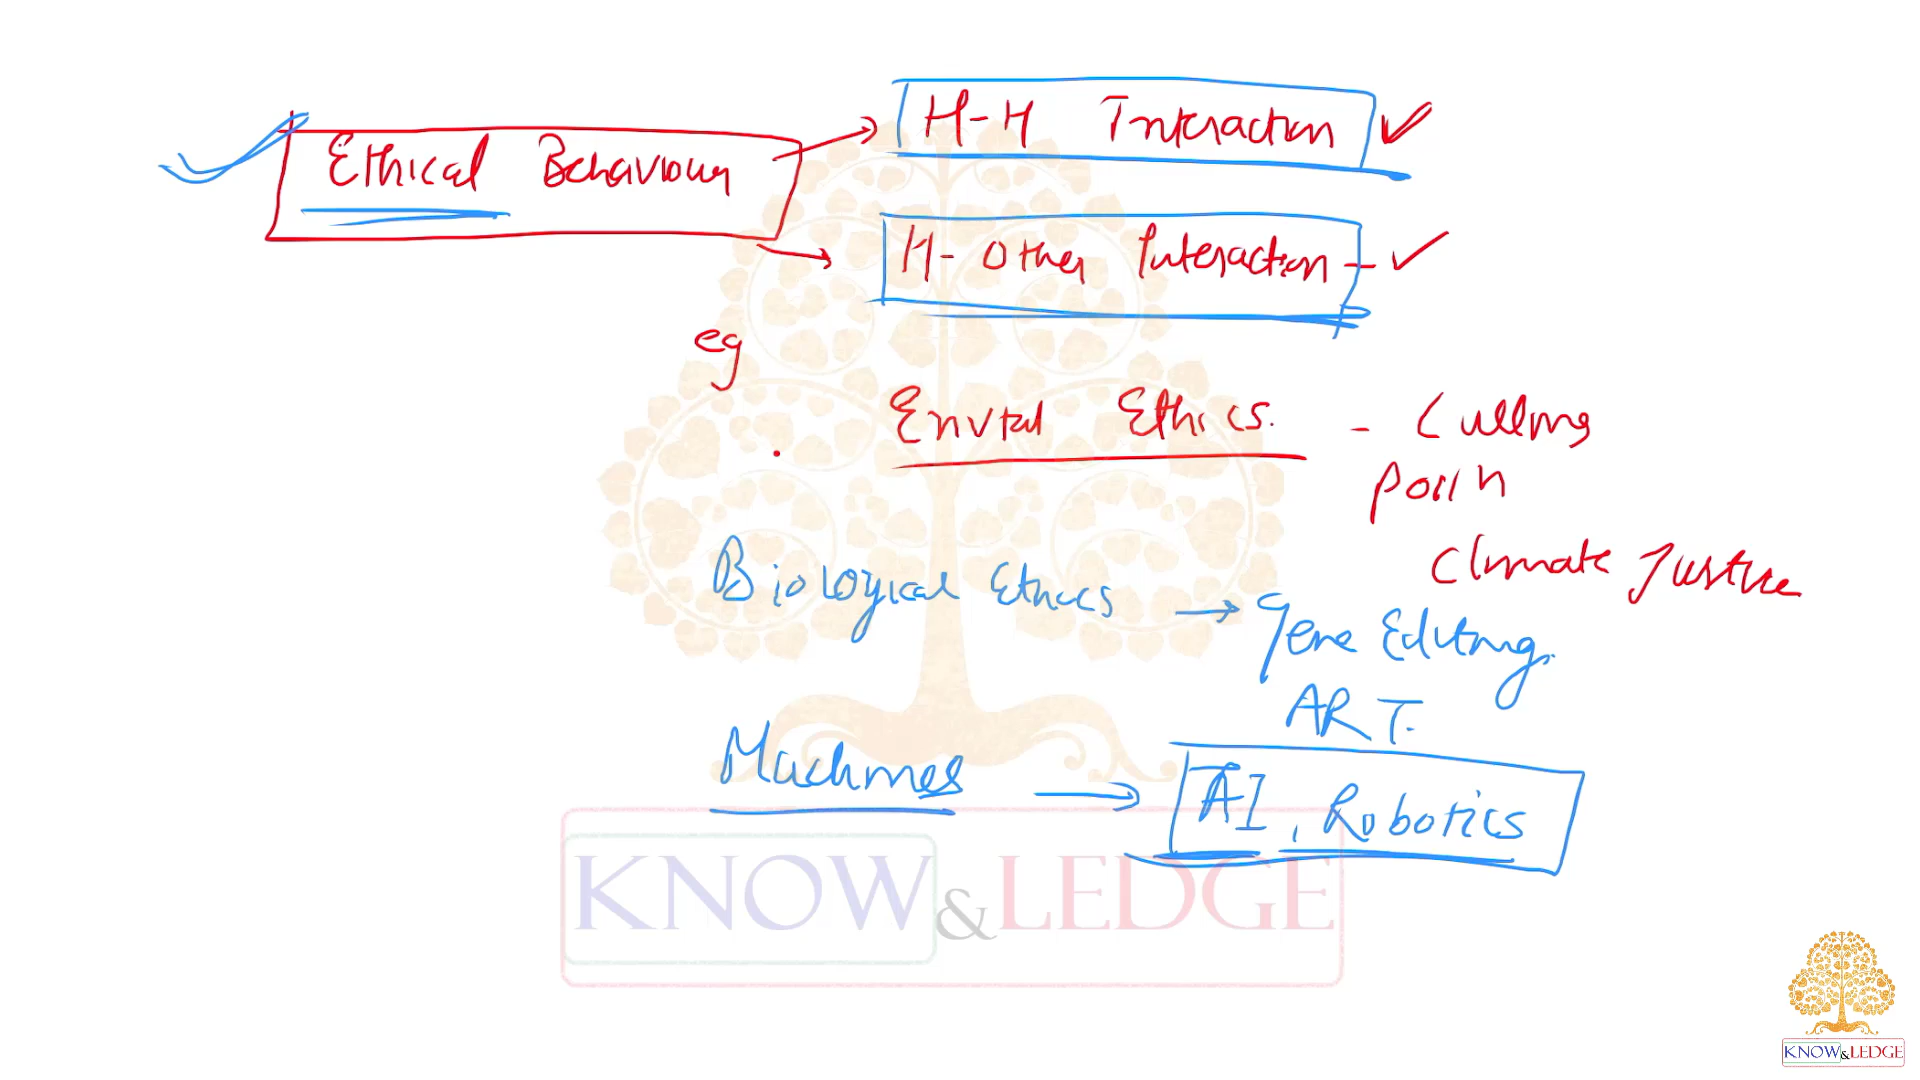 Ethical Behaviour
H-H Interaction
H- Other Interaction -
eg
Envtal Ethics. - Culling
Poll n
Climate Justice
Biological Ethics → Gene Editing.
ART.
Machines → AI, Robotics
KNOW&LEDGE
KNOW&LEDGE